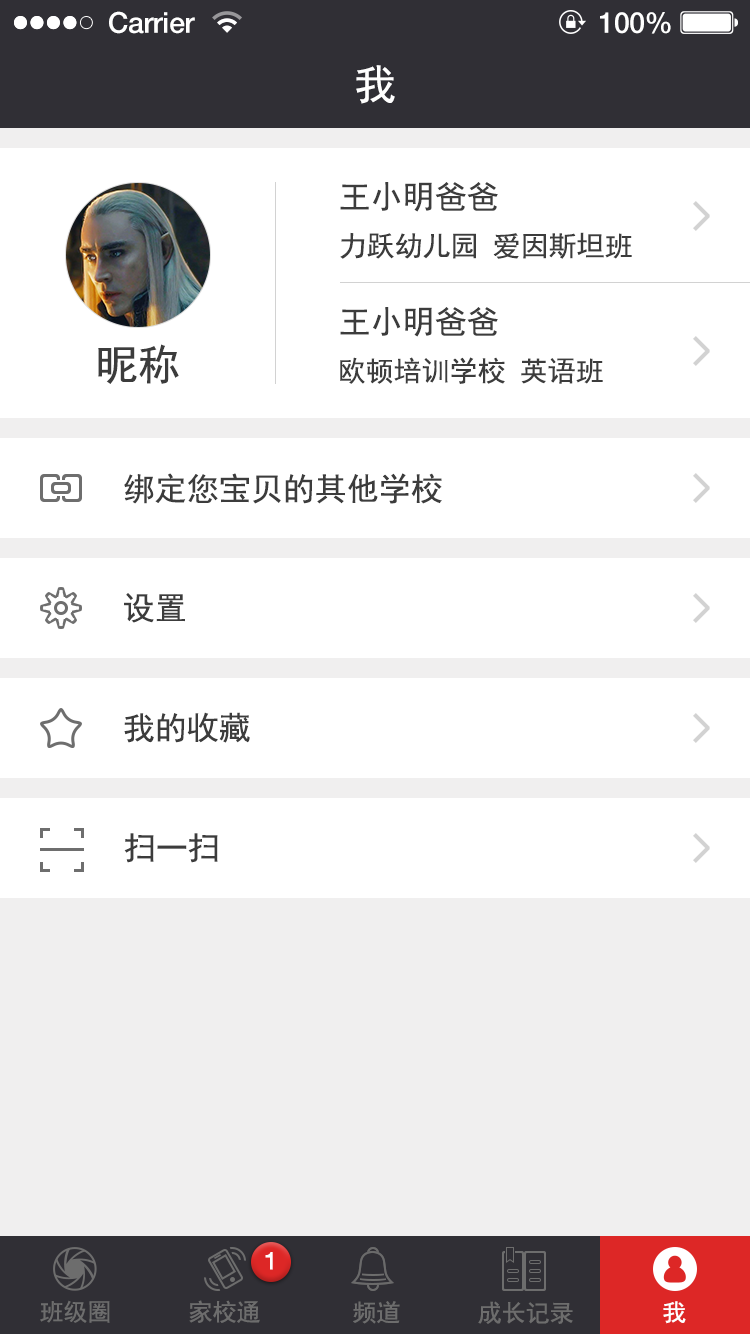 Carrier 100%
我
王小明爸爸
力跃幼儿园 爱因斯坦班
王小明爸爸
欧顿培训学校 英语班
昵称
绑定您宝贝的其他学校
设置
我的收藏
扫一扫
1
班级圈 家校通 频道 成长记录 我